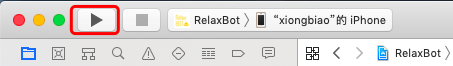 RelaxBot 〉 “xiongbiao”的 iPhone
RelaxBot 〉